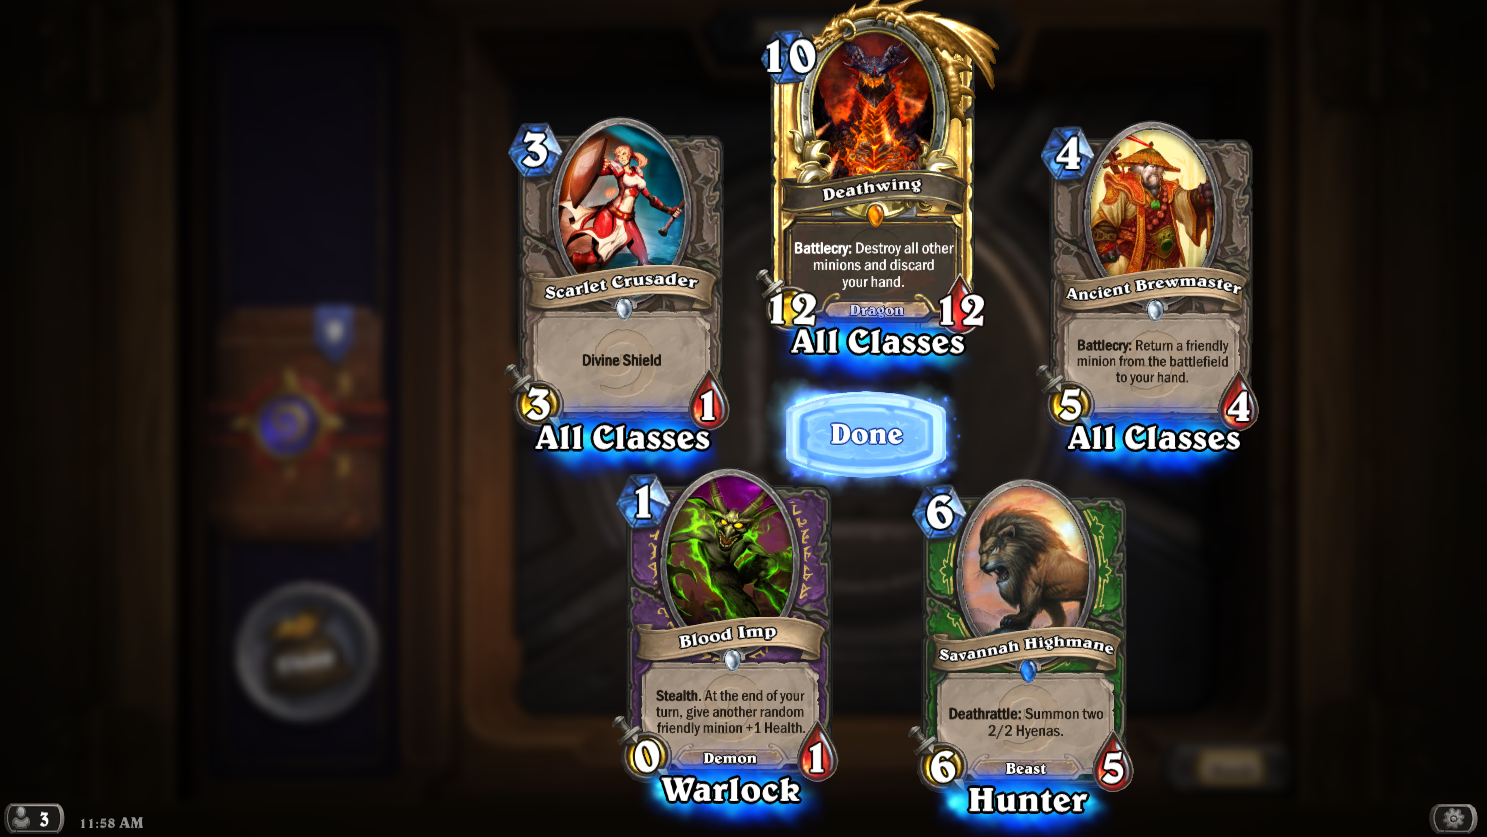 10
Deathwing
Battlecry: Destroy all other
minions and discard
your hand.
12
Dragon
12
All Classes
3
Scarlet Crusader
Divine Shield
3
1
All Classes
4
Ancient Brewmaster
Battlecry: Return a friendly
minion from the battlefield
to your hand.
5
4
All Classes
Done
1
Blood Imp
Stealth. At the end of your
turn, give another random
friendly minion +1 Health.
0
Demon
1
Warlock
6
Savannah Highmane
Deathrattle: Summon two
2/2 Hyenas.
6
Beast
5
Hunter
3
11:58 AM